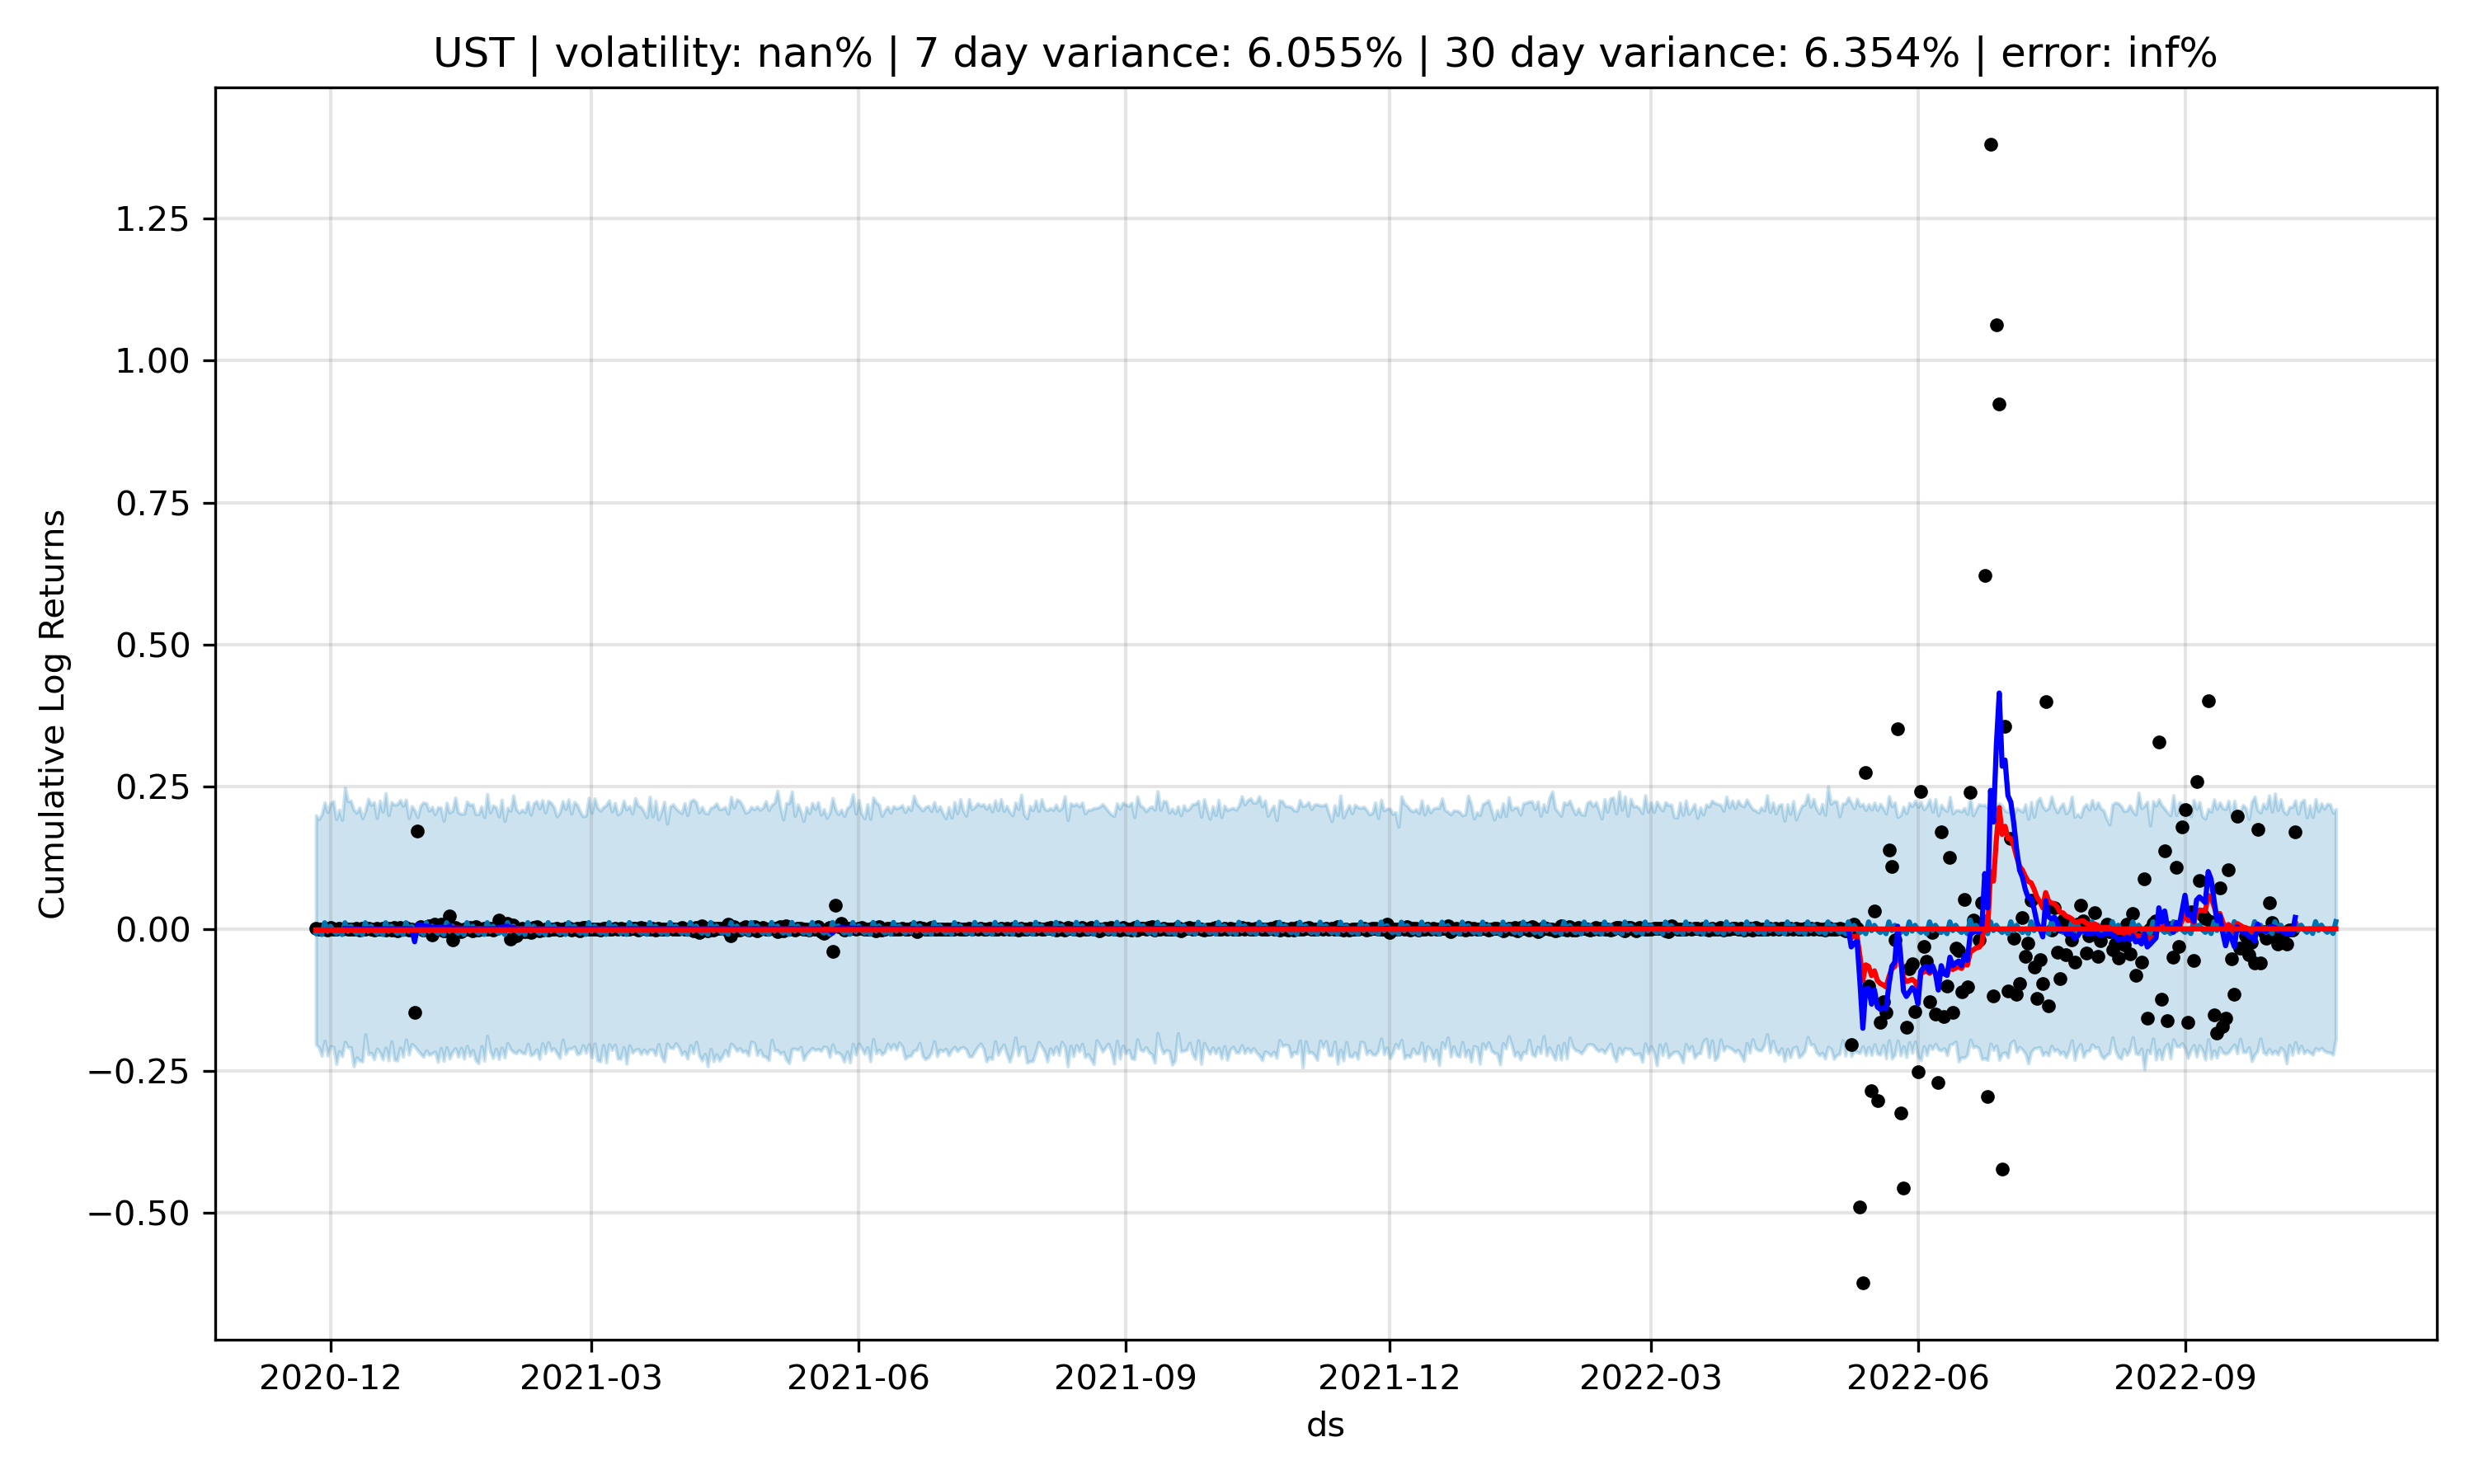 UST | volatility: nan% | 7 day variance: 6.055% | 30 day variance: 6.354% | error: inf%
Cumulative Log Returns
1.25
1.00
0.75
0.50
0.25
0.00
−0.25
−0.50
2020-12 2021-03 2021-06 2021-09 2021-12 2022-03 2022-06 2022-09
ds